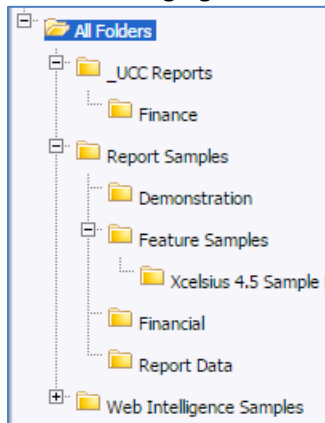 All Folders
_UCC Reports
Finance
Report Samples
Demonstration
Feature Samples
Xcelsius 4.5 Sample
Financial
Report Data
Web Intelligence Samples